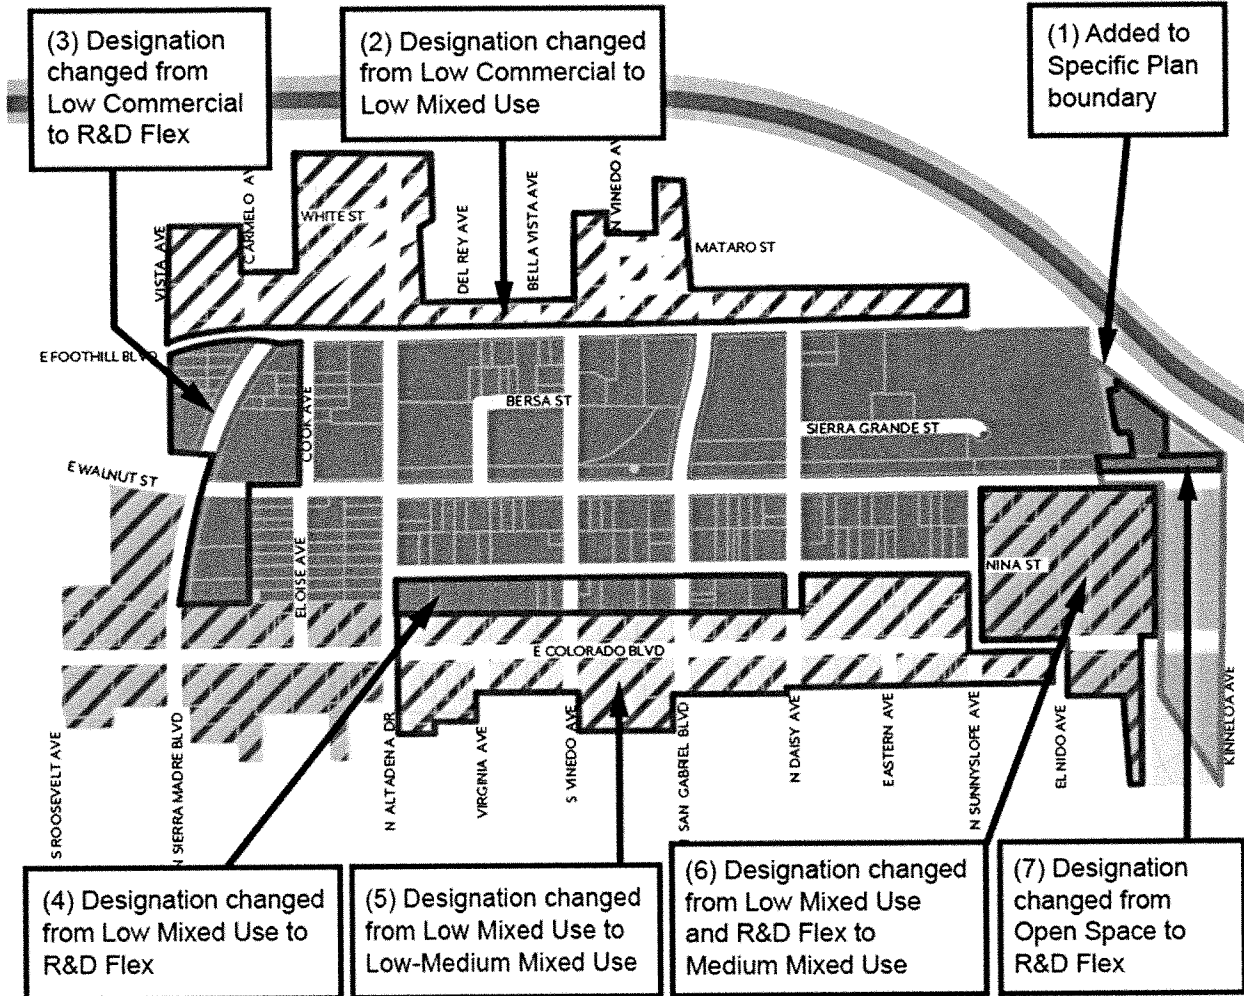 (3) Designation
changed from
Low Commercial
to R&D Flex
(2) Designation changed
from Low Commercial to
Low Mixed Use
(1) Added to
Specific Plan
boundary
VISTA AVE
CARMELO AV
WHITE ST
DEL REY AVE
BELLA VISTA AVE
N VINEDO AV
MATARO ST
E FOOTHILL BLVD
COOK AVE
BERSA ST
SIERRA GRANDE ST
E WALNUT ST
ELOISE AVE
NINA ST
E COLORADO BLVD
S ROOSEVELT AVE
N SIERRA MADRE BLVD
N ALTADENA DR
VIRGINIA AVE
S VINEDO AVE
SAN GABRIEL BLVD
N DAISY AVE
EASTERN AVE
N SUNNYSLOPE AVE
EL NIDO AVE
KINNELOA AVE
(4) Designation changed
from Low Mixed Use to
R&D Flex
(5) Designation changed
from Low Mixed Use to
Low-Medium Mixed Use
(6) Designation changed
from Low Mixed Use
and R&D Flex to
Medium Mixed Use
(7) Designation
changed from
Open Space to
R&D Flex